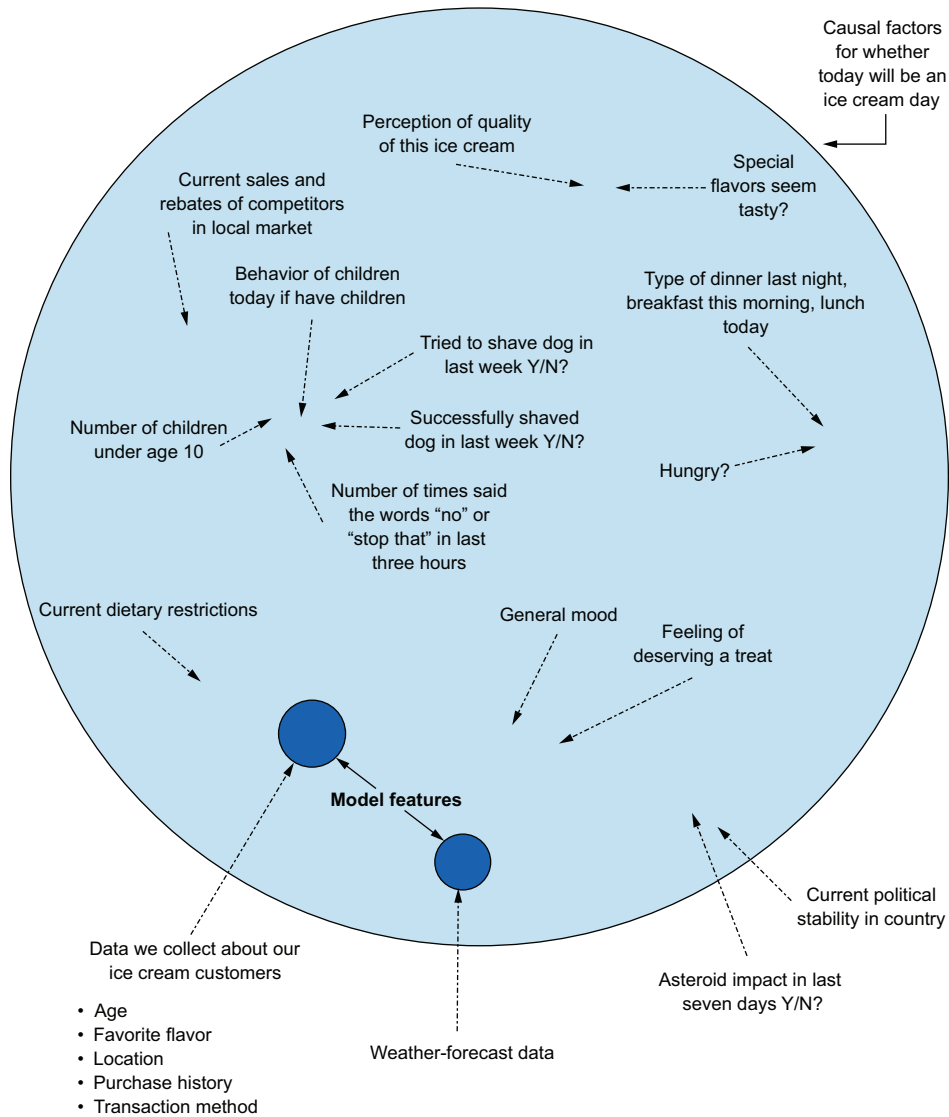 Causal factors
for whether
today will be an
ice cream day
Perception of quality
of this ice cream
Special
flavors seem
tasty?
Current sales and
rebates of competitors
in local market
Behavior of children
today if have children
Type of dinner last night,
breakfast this morning, lunch
today
Tried to shave dog in
last week Y/N?
Number of children
under age 10
Successfully shaved
dog in last week Y/N?
Hungry?
Number of times said
the words “no” or
“stop that” in last
three hours
Current dietary restrictions
General mood
Feeling of
deserving a treat
Model features
Current political
stability in country
Data we collect about our
ice cream customers
• Age
• Favorite flavor
• Location
• Purchase history
• Transaction method
Weather-forecast data
Asteroid impact in last
seven days Y/N?